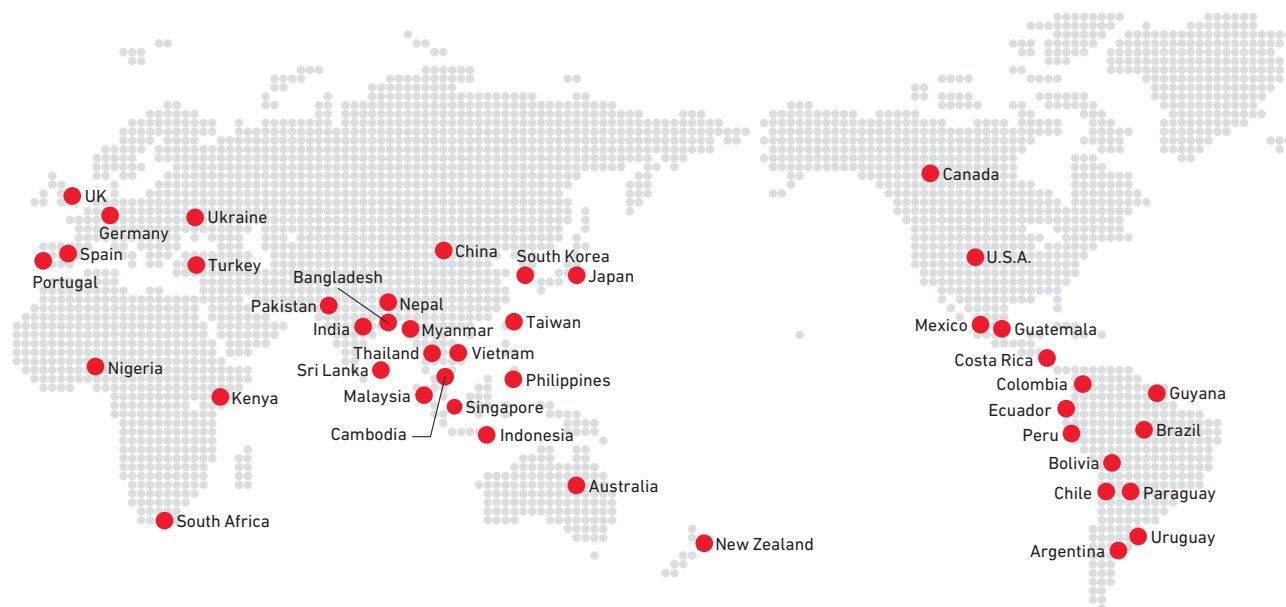 UK
Germany
Ukraine
Spain
Portugal
Turkey
China
South Korea
Japan
Bangladesh
Pakistan
Nepal
India
Myanmar
Taiwan
Thailand
Vietnam
Sri Lanka
Philippines
Malaysia
Singapore
Cambodia
Indonesia
Nigeria
Kenya
South Africa
Australia
New Zealand
Canada
U.S.A.
Mexico
Guatemala
Costa Rica
Colombia
Guyana
Ecuador
Peru
Brazil
Bolivia
Chile
Paraguay
Uruguay
Argentina